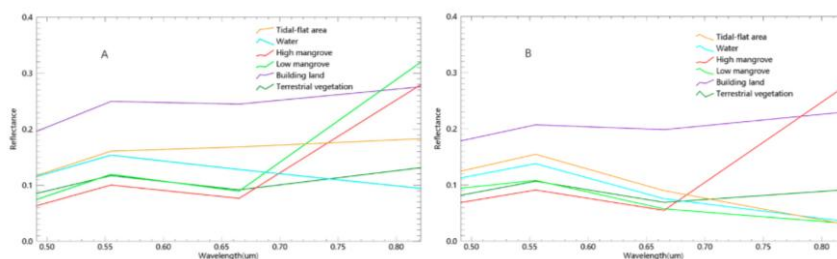 0.4
0.3
0.2
0.1
0.0
Reflectance
A
Tidal-flat area
Water
High mangrove
Low mangrove
Building land
Terrestrial vegetation
0.50 0.55 0.60 0.65 0.70 0.75 0.80
Wavelength(um)
0.4
0.3
0.2
0.1
0.0
Reflectance
B
Tidal-flat area
Water
High mangrove
Low mangrove
Building land
Terrestrial vegetation
0.50 0.55 0.60 0.65 0.70 0.75 0.80
Wavelength(um)